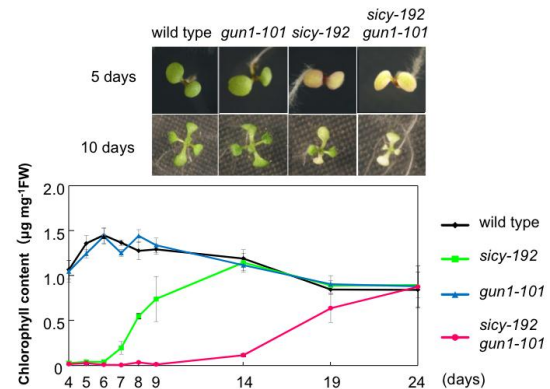 wild type gun1-101 sicy-192 sicy-192
gun1-101
5 days
10 days
Chlorophyll content (µg mg-1FW)
2.0
1.5
1.0
0.5
0
4 5 6 7 8 9 14 19 24 (days)
wild type
sicy-192
gun1-101
sicy-192
gun1-101